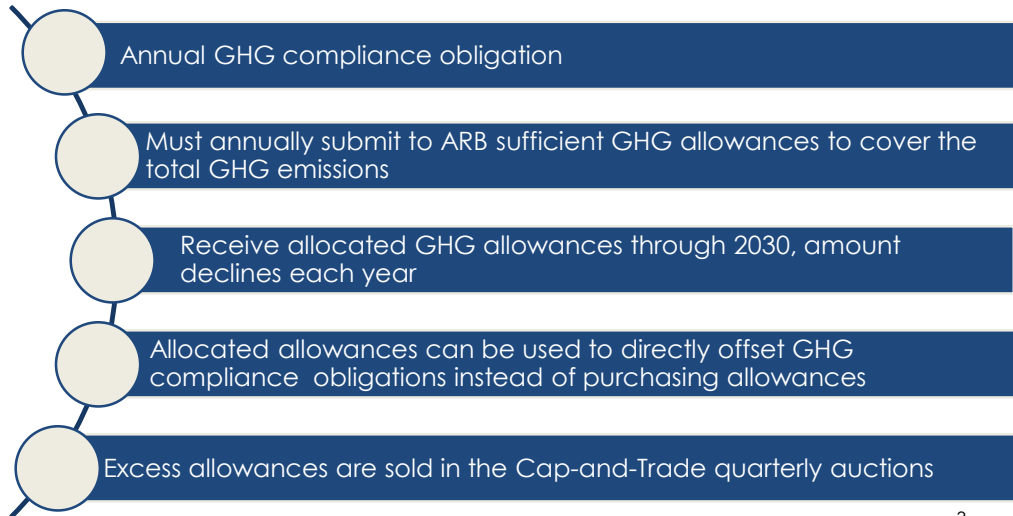 Annual GHG compliance obligation
Must annually submit to ARB sufficient GHG allowances to cover the
total GHG emissions
Receive allocated GHG allowances through 2030, amount
declines each year
Allocated allowances can be used to directly offset GHG
compliance  obligations instead of purchasing allowances
Excess allowances are sold in the Cap-and-Trade quarterly auctions